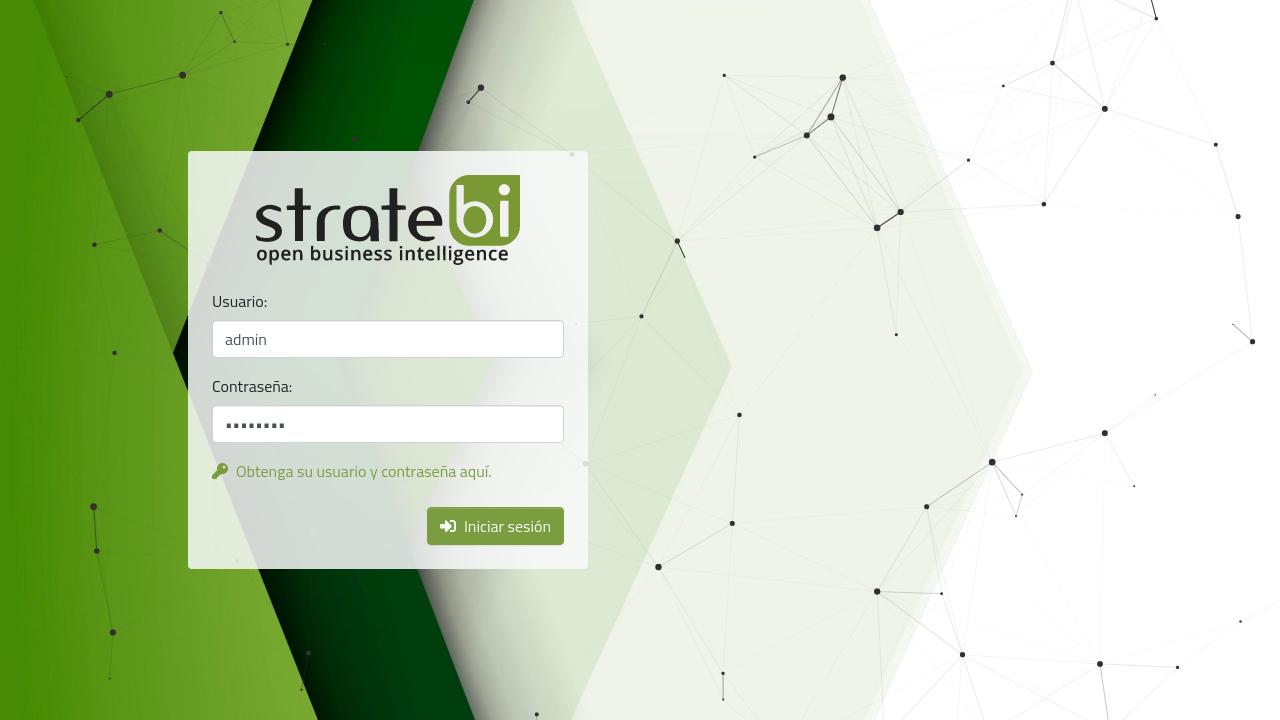 stratebi
open business intelligence
Usuario:
admin
Contraseña:
Obtenga su usuario y contraseña aquí.
Iniciar sesión